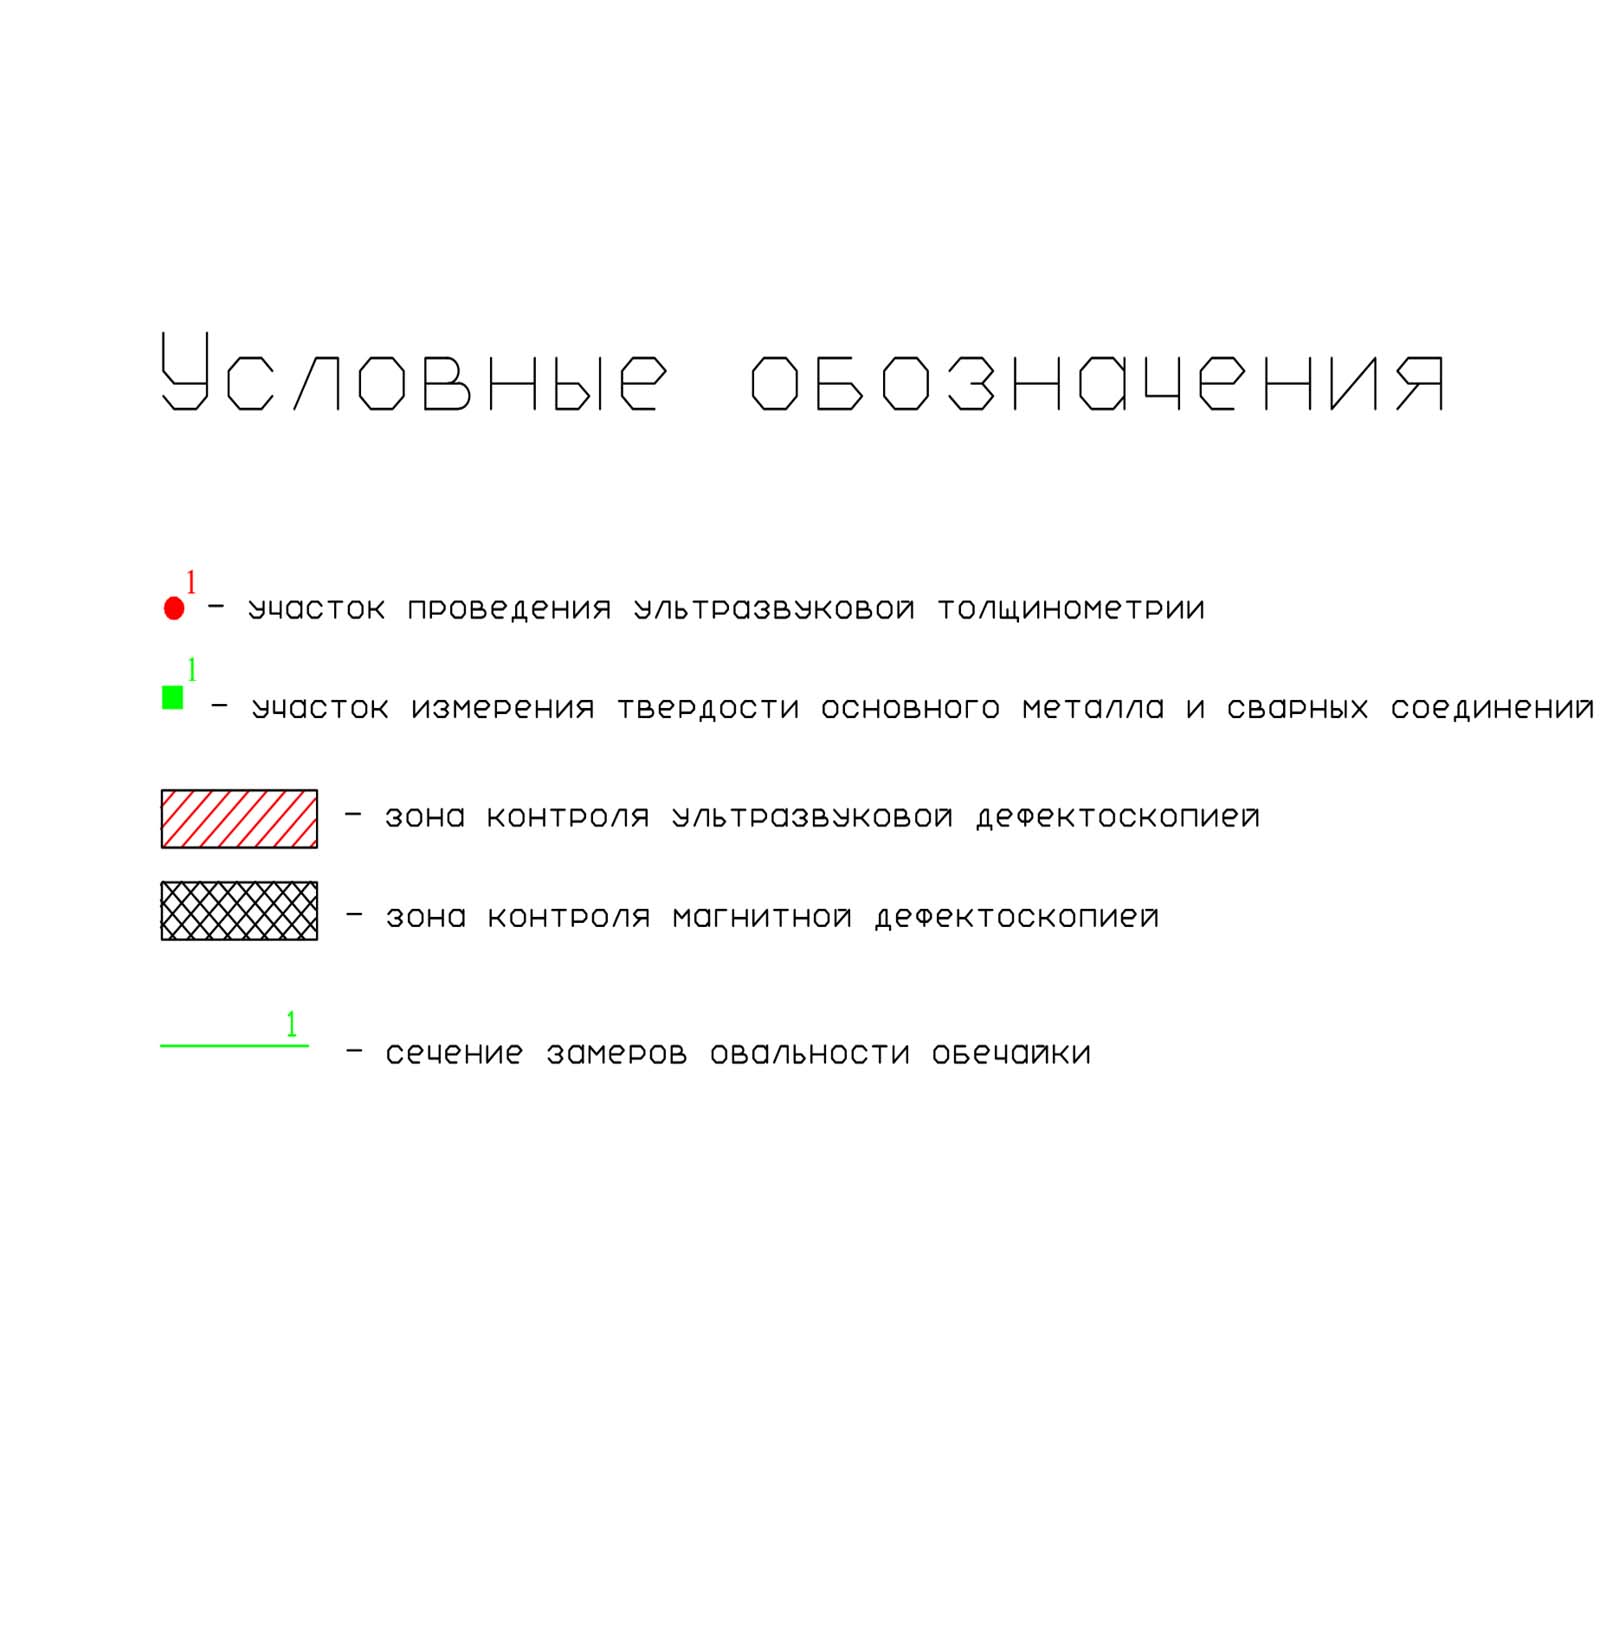 Условные обозначения
1
- участок проведения ультразвуковой толщинометрии
1
- участок измерения твердости основного металла и сварных соединений
- зона контроля ультразвуковой дефектоскопией
- зона контроля магнитной дефектоскопией
1
- сечение замеров овальности обечайки